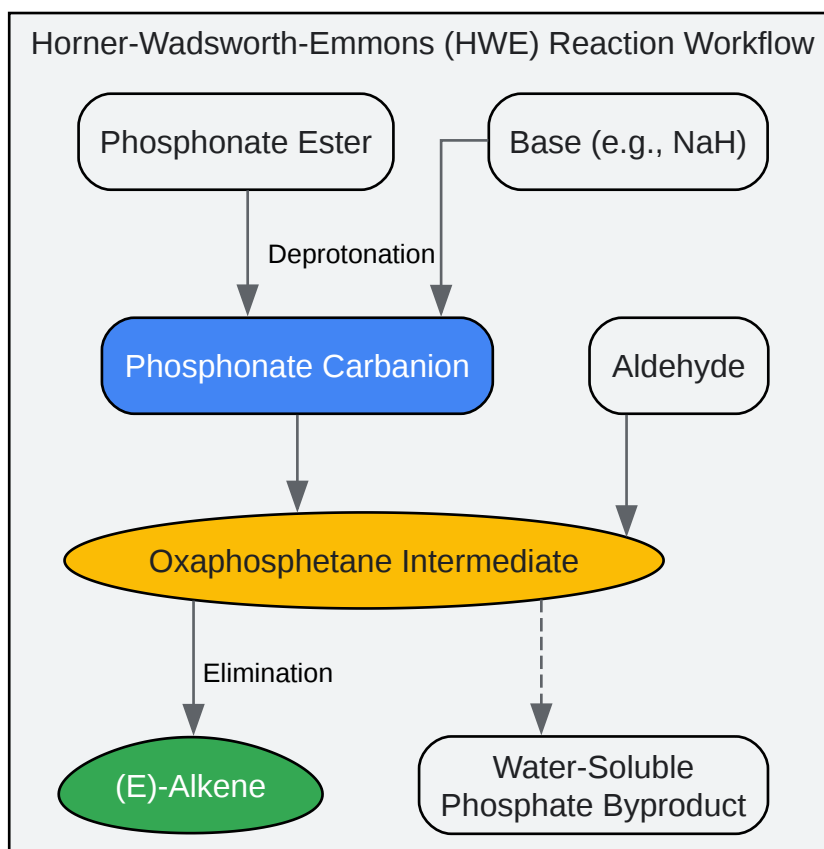 Horner-Wadsworth-Emmons (HWE) Reaction Workflow
Phosphonate Ester
Base (e.g., NaH)
Deprotonation
Phosphonate Carbanion
Aldehyde
Oxaphosphetane Intermediate
Elimination
(E)-Alkene
Water-Soluble
Phosphate Byproduct